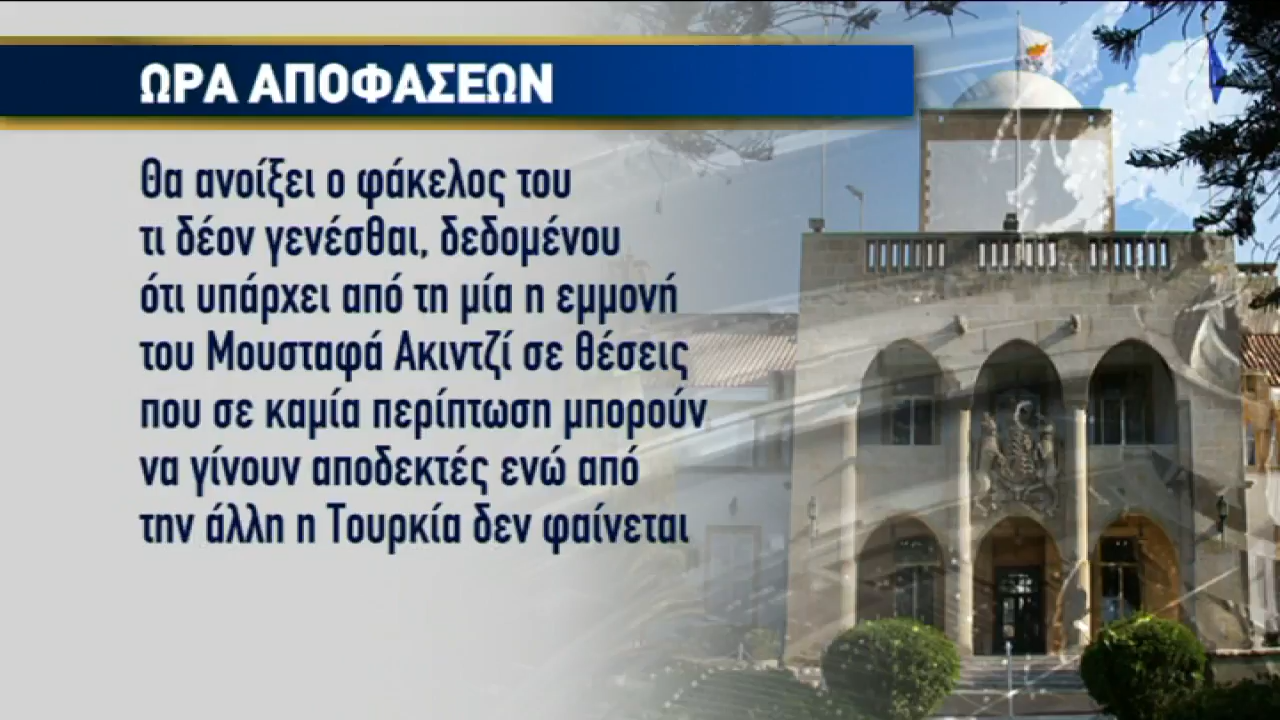 ΩΡΑ ΑΠΟΦΑΣΕΩΝ
Θα ανοίξει ο φάκελος του
τι δέον γενέσθαι, δεδομένου
ότι υπάρχει από τη μία η εμμονή
του Μουσταφά Ακιντζί σε θέσεις
που σε καμία περίπτωση μπορούν
να γίνουν αποδεκτές ενώ από
την άλλη η Τουρκία δεν φαίνεται